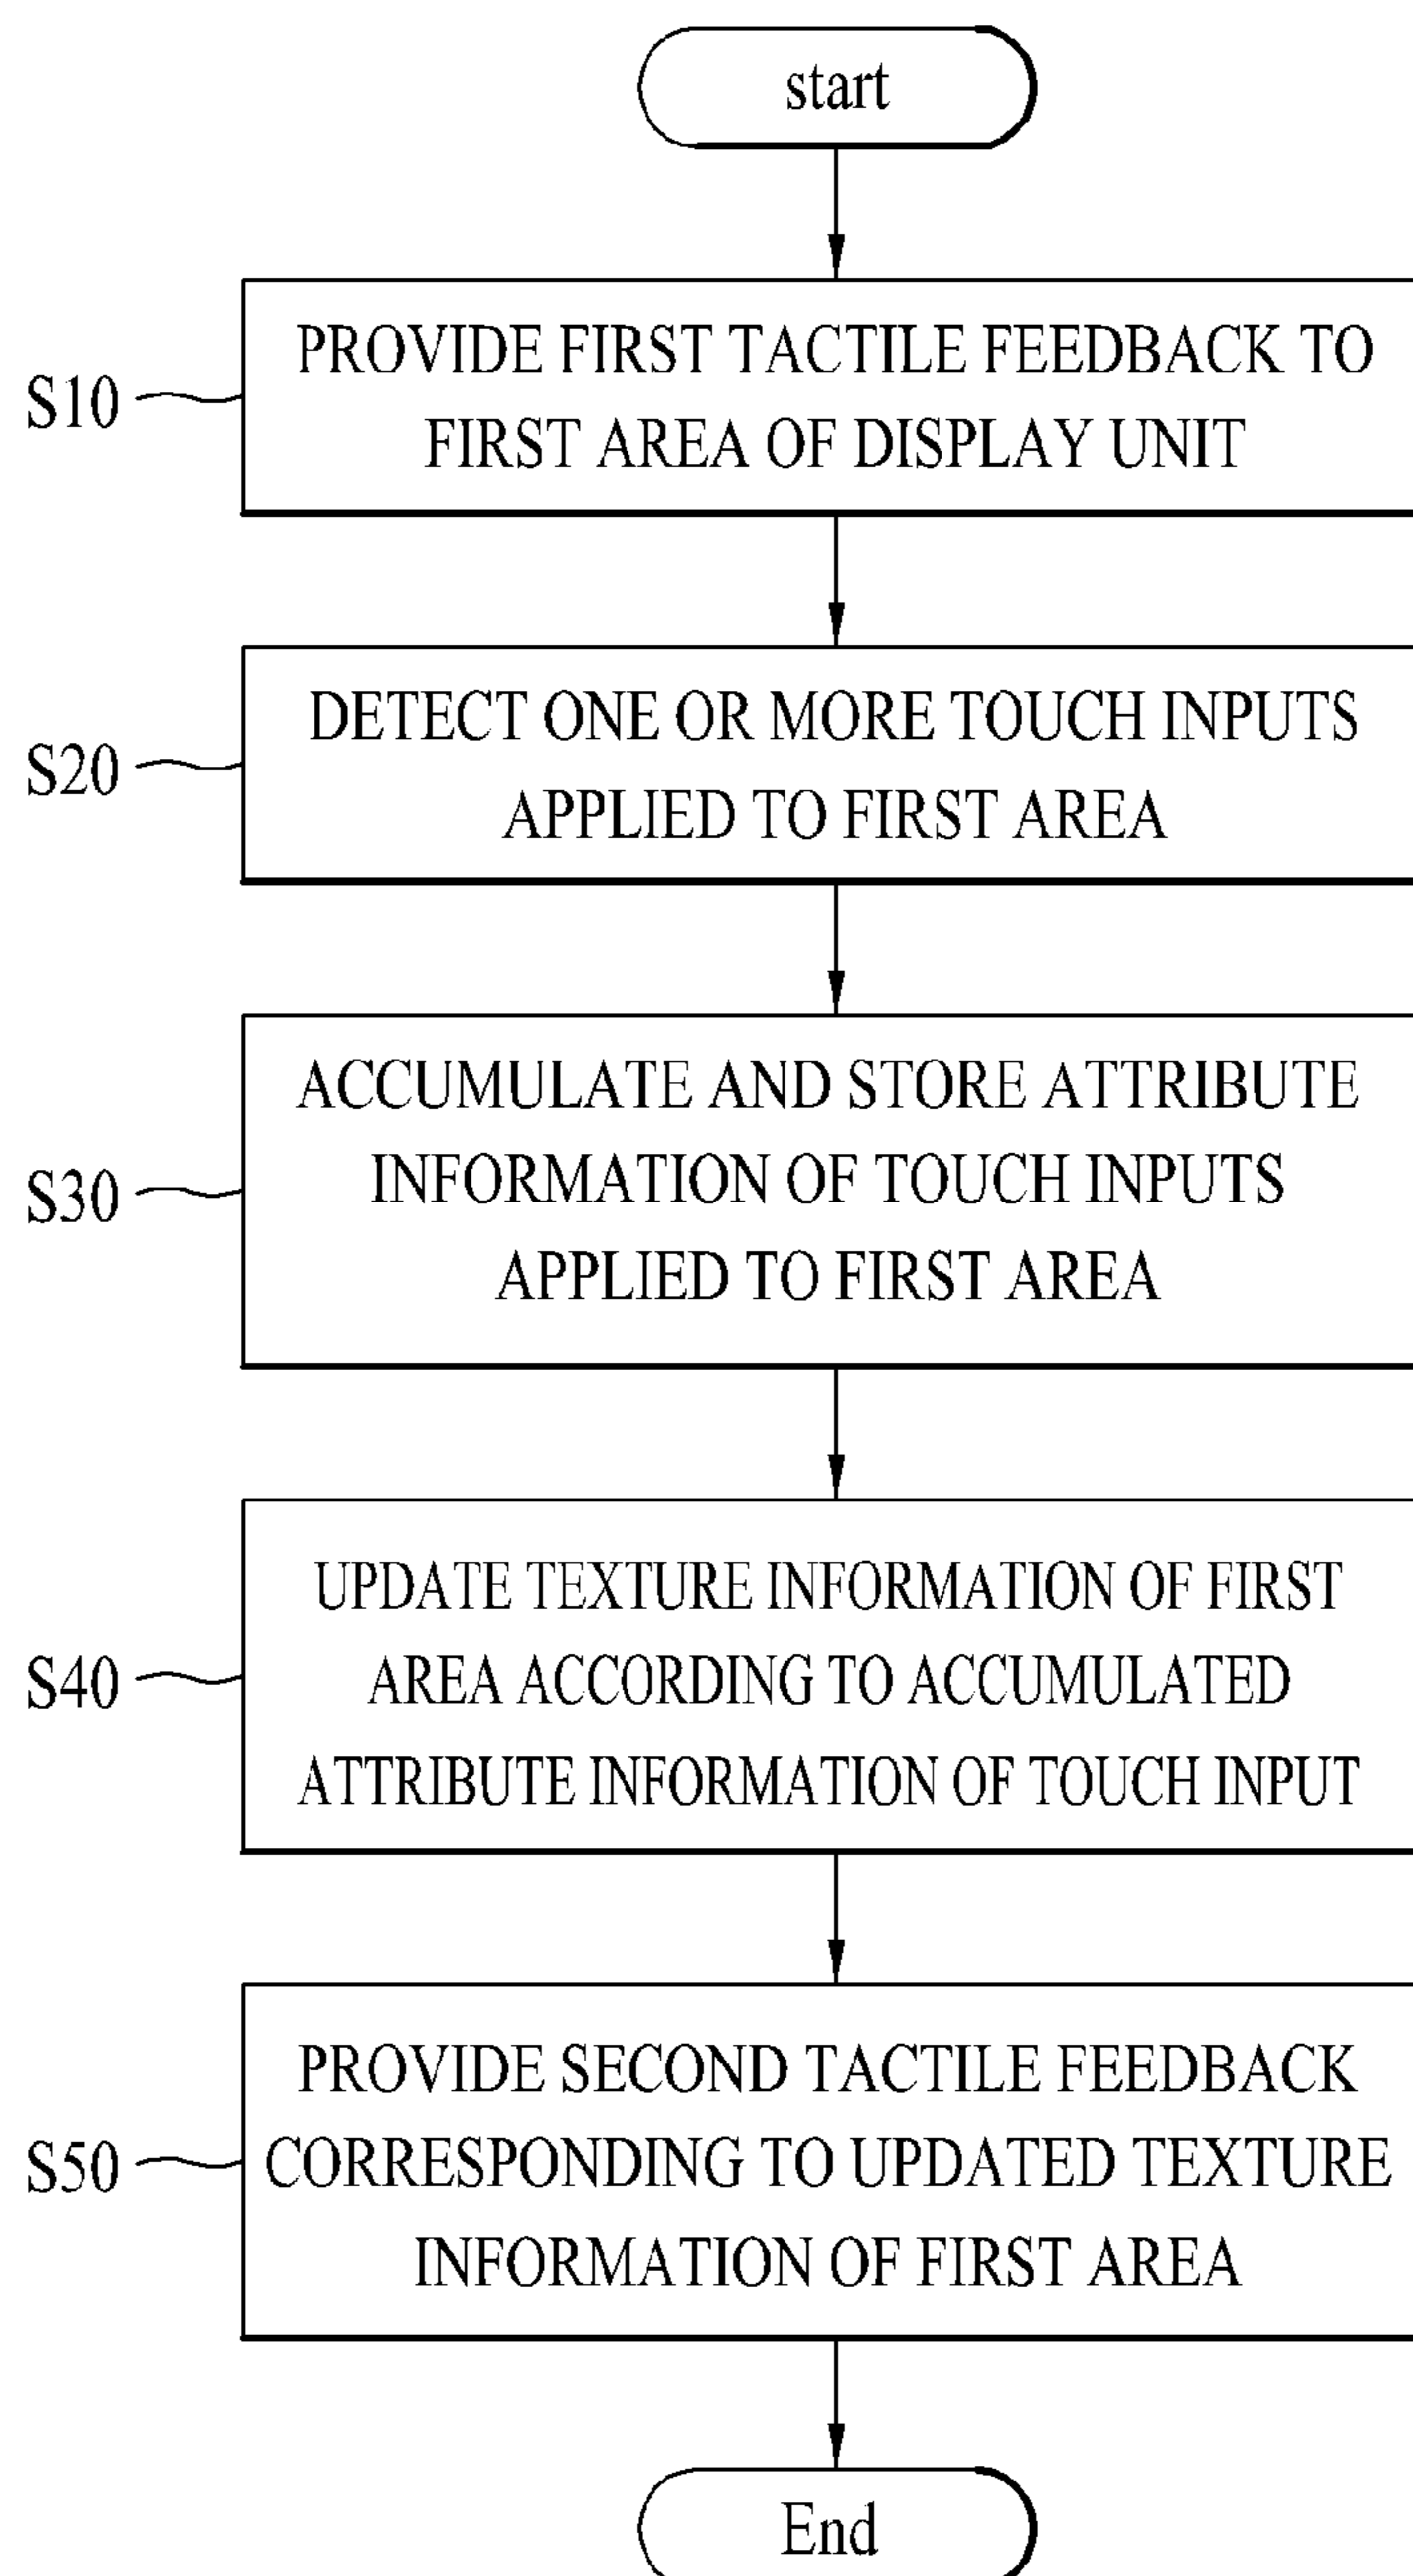 start
S10
PROVIDE FIRST TACTILE FEEDBACK TO
FIRST AREA OF DISPLAY UNIT
S20
DETECT ONE OR MORE TOUCH INPUTS
APPLIED TO FIRST AREA
S30
ACCUMULATE AND STORE ATTRIBUTE
INFORMATION OF TOUCH INPUTS
APPLIED TO FIRST AREA
S40
UPDATE TEXTURE INFORMATION OF FIRST
AREA ACCORDING TO ACCUMULATED
ATTRIBUTE INFORMATION OF TOUCH INPUT
S50
PROVIDE SECOND TACTILE FEEDBACK
CORRESPONDING TO UPDATED TEXTURE
INFORMATION OF FIRST AREA
End